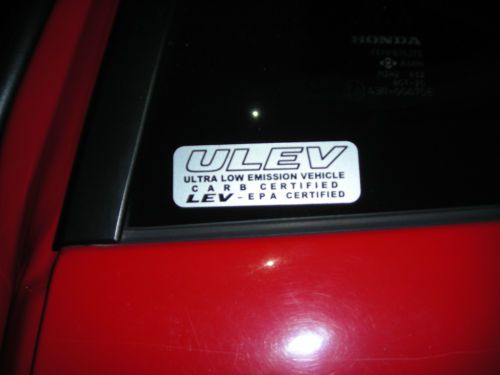 HONDA
ULEV
ULTRA LOW EMISSION VEHICLE
CARB CERTIFIED
LEV - EPA CERTIFIED